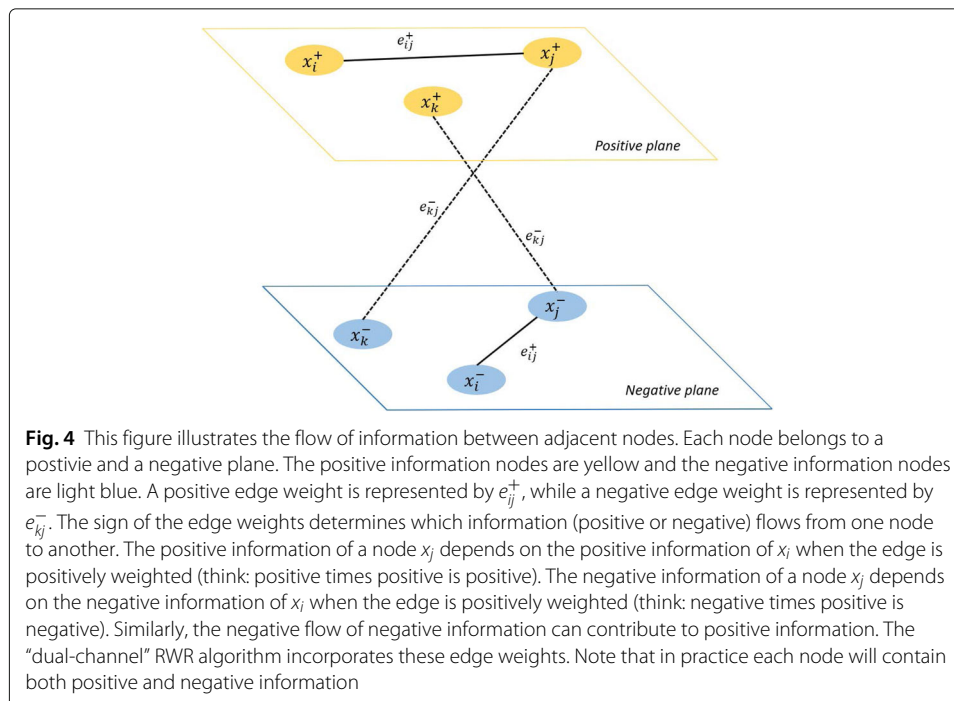 e⁺ᵢⱼ
xᵢ⁺ xⱼ⁺
xₖ⁺
Positive plane
e⁻ₖⱼ
e⁻ₖⱼ
xⱼ⁻
xₖ⁻
e⁺ᵢⱼ
xᵢ⁻
Negative plane
Fig. 4 This figure illustrates the flow of information between adjacent nodes. Each node belongs to a
postivie and a negative plane. The positive information nodes are yellow and the negative information nodes
are light blue. A positive edge weight is represented by e⁺ᵢⱼ, while a negative edge weight is represented by
e⁻ₖⱼ. The sign of the edge weights determines which information (positive or negative) flows from one node
to another. The positive information of a node xⱼ depends on the positive information of xᵢ when the edge is
positively weighted (think: positive times positive is positive). The negative information of a node xⱼ depends
on the negative information of xᵢ when the edge is positively weighted (think: negative times positive is
negative). Similarly, the negative flow of negative information can contribute to positive information. The
“dual-channel” RWR algorithm incorporates these edge weights. Note that in practice each node will contain
both positive and negative information